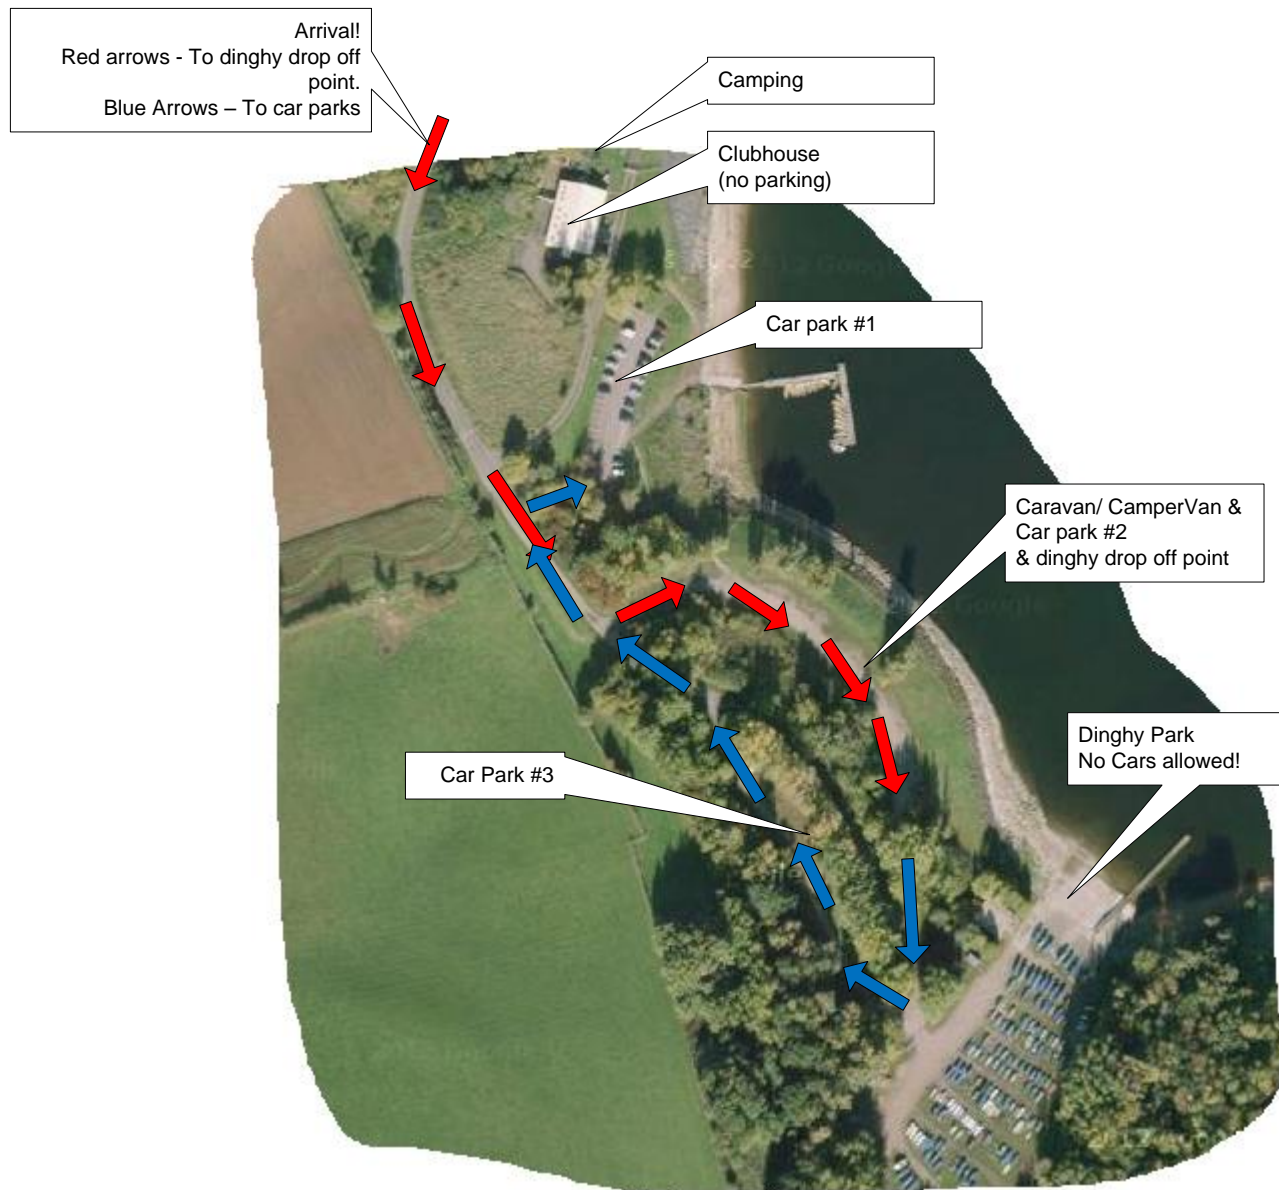 Arrival!
Red arrows - To dinghy drop off
point.
Blue Arrows – To car parks
Camping
Clubhouse
(no parking)
Car park #1
Caravan/ CamperVan &
Car park #2
& dinghy drop off point
Dinghy Park
No Cars allowed!
Car Park #3